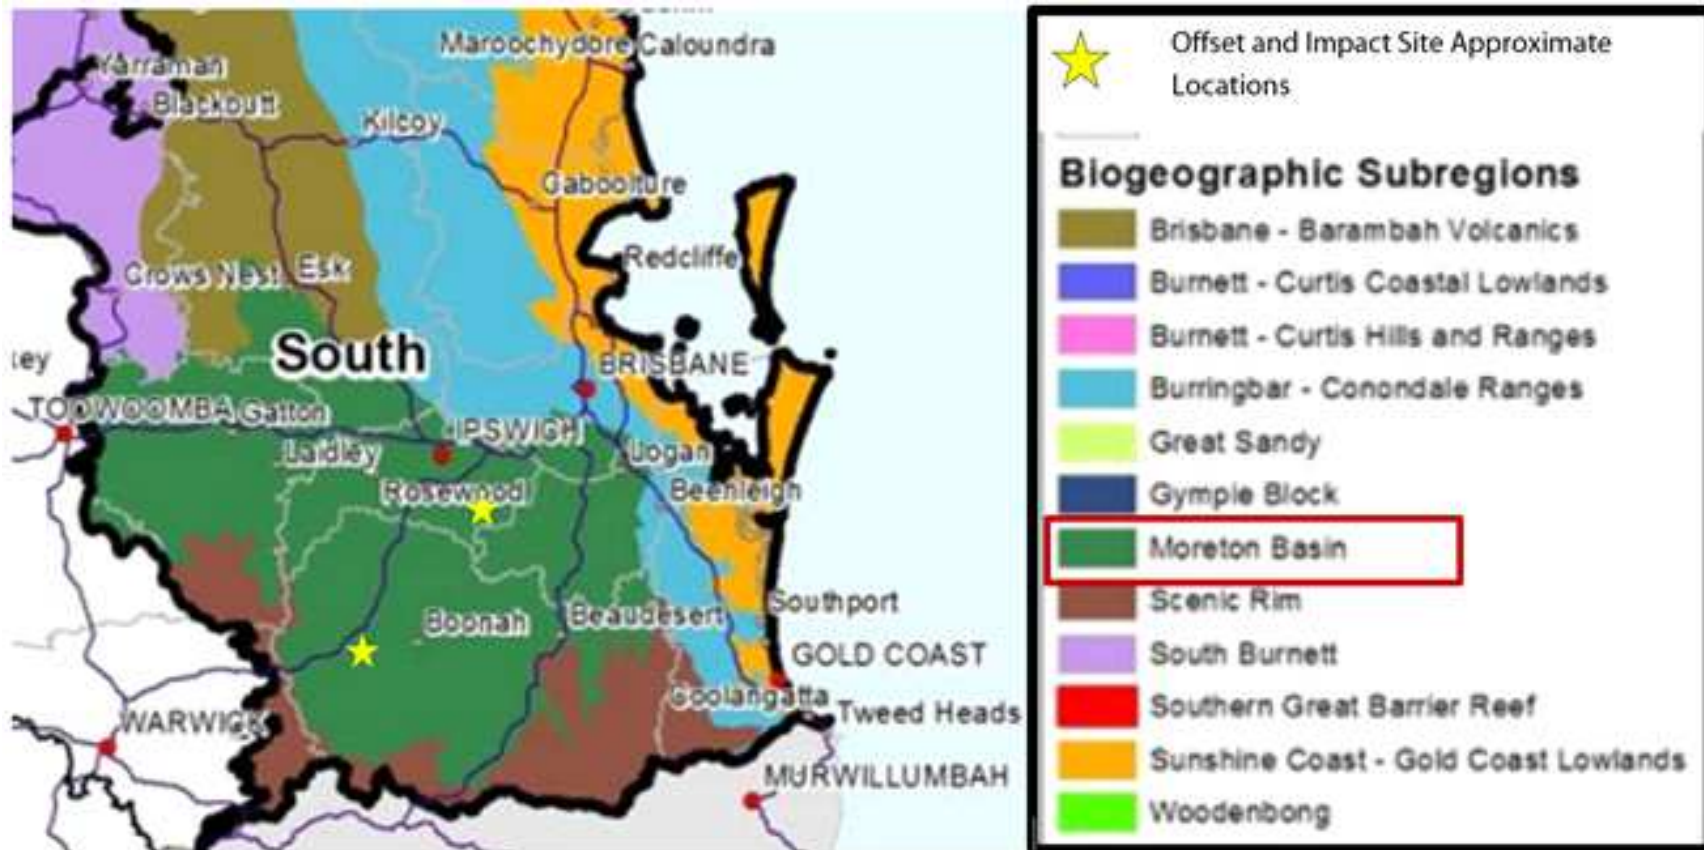 Maroochydore
Caloundra
Yarraman
Blackbutt
Kilcoy
Caboolture
Redcliffe
Crows Nest
Esk
South
BRISBANE
key
TOOWOOMBA
Gatton
IPSWICH
Laidley
Logan
Rosewood
Beenleigh
Boonah
Beaudesert
Southport
GOLD COAST
Coolangatta
Tweed Heads
WARWICK
MURWILLUMBAH
Offset and Impact Site Approximate
Locations
Biogeographic Subregions
Brisbane - Barambah Volcanics
Burnett - Curtis Coastal Lowlands
Burnett - Curtis Hills and Ranges
Burringbar - Conondale Ranges
Great Sandy
Gympie Block
Moreton Basin
Scenic Rim
South Burnett
Southern Great Barrier Reef
Sunshine Coast - Gold Coast Lowlands
Woodenbong